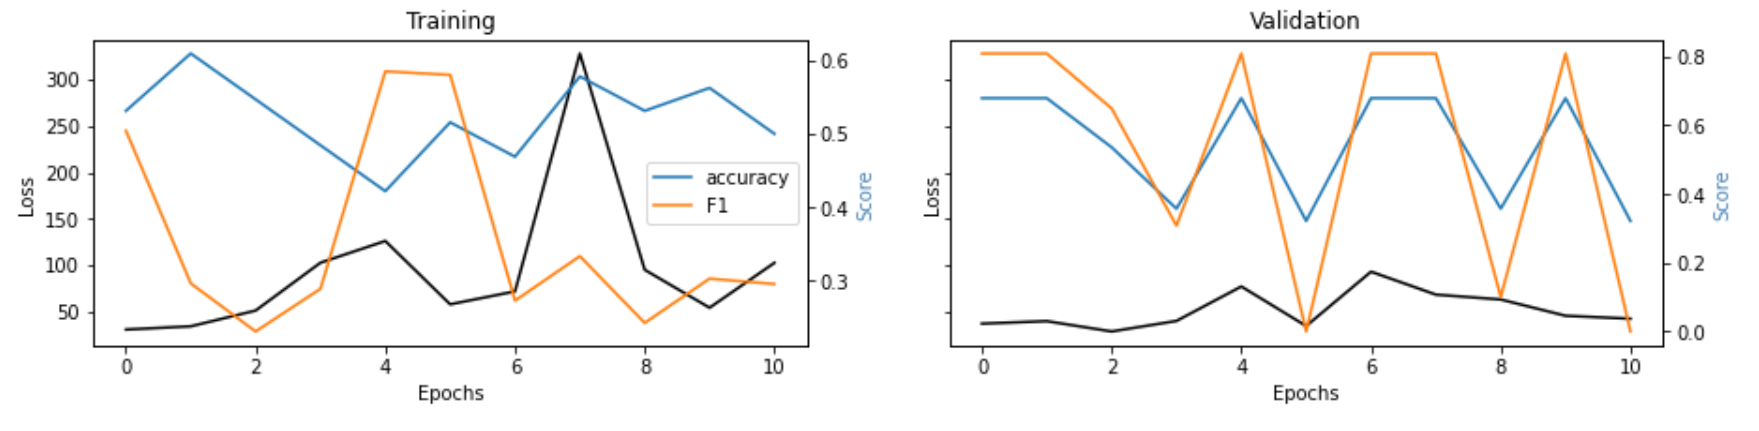 Training
Loss
300
250
200
150
100
50
0 2 4 6 8 10
Epochs
0.6
0.5
0.4
0.3
Score
accuracy
F1
Validation
Loss
0 2 4 6 8 10
Epochs
0.8
0.6
0.4
0.2
0.0
Score